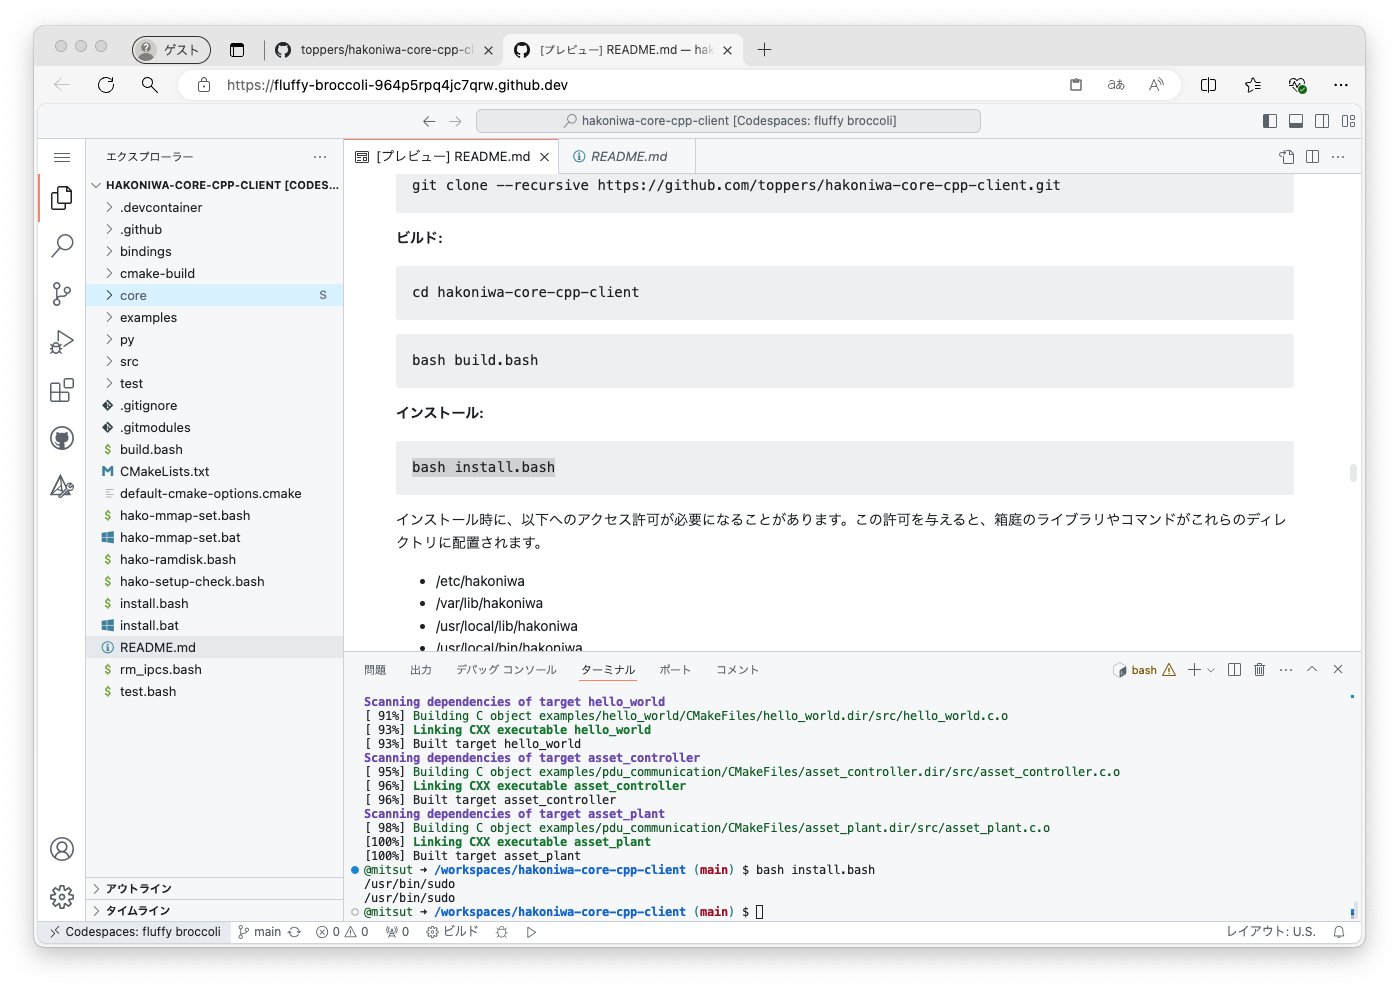 ゲスト
toppers/hakoniwa-core-cpp-cl
[プレビュー] README.md — hak
https://fluffy-broccoli-964p5rpq4jc7qrw.github.dev
hakoniwa-core-cpp-client [Codespaces: fluffy broccoli]
エクスプローラー
HAKONIWA-CORE-CPP-CLIENT [CODES...
.devcontainer
.github
bindings
cmake-build
core S
examples
py
src
test
.gitignore
.gitmodules
build.bash
CMakeLists.txt
default-cmake-options.cmake
hako-mmap-set.bash
hako-mmap-set.bat
hako-ramdisk.bash
hako-setup-check.bash
install.bash
install.bat
README.md
rm_ipcs.bash
test.bash
アウトライン
タイムライン
[プレビュー] README.md
README.md
git clone --recursive https://github.com/toppers/hakoniwa-core-cpp-client.git
ビルド:
cd hakoniwa-core-cpp-client
bash build.bash
インストール:
bash install.bash
インストール時に、以下へのアクセス許可が必要になることがあります。この許可を与えると、箱庭のライブラリやコマンドがこれらのディレ
クトリに配置されます。
• /etc/hakoniwa
• /var/lib/hakoniwa
• /usr/local/lib/hakoniwa
• /usr/local/bin/hakoniwa
問題 出力 デバッグ コンソール ターミナル ポート コメント
bash
Scanning dependencies of target hello_world
[ 91%] Building C object examples/hello_world/CMakeFiles/hello_world.dir/src/hello_world.c.o
[ 93%] Linking CXX executable hello_world
[ 93%] Built target hello_world
Scanning dependencies of target asset_controller
[ 95%] Building C object examples/pdu_communication/CMakeFiles/asset_controller.dir/src/asset_controller.c.o
[ 96%] Linking CXX executable asset_controller
[ 96%] Built target asset_controller
Scanning dependencies of target asset_plant
[ 98%] Building C object examples/pdu_communication/CMakeFiles/asset_plant.dir/src/asset_plant.c.o
[100%] Linking CXX executable asset_plant
[100%] Built target asset_plant
@mitsut ➜ /workspaces/hakoniwa-core-cpp-client (main) $ bash install.bash
/usr/bin/sudo
/usr/bin/sudo
@mitsut ➜ /workspaces/hakoniwa-core-cpp-client (main) $
Codespaces: fluffy broccoli main 0 0 0 ビルド レイアウト: U.S.